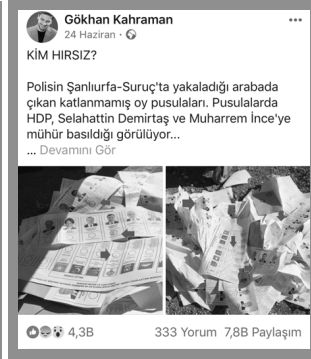 Gökhan Kahraman
24 Haziran ·
KİM HIRSIZ?
Polisin Şanlıurfa-Suruç'ta yakaladığı arabada
çıkan katlanmamış oy pusulaları. Pusulalarda
HDP, Selahattin Demirtaş ve Muharrem İnce'ye
mühür basıldığı görülüyor...
... Devamını Gör
4,3B
333 Yorum 7,8B Paylaşım